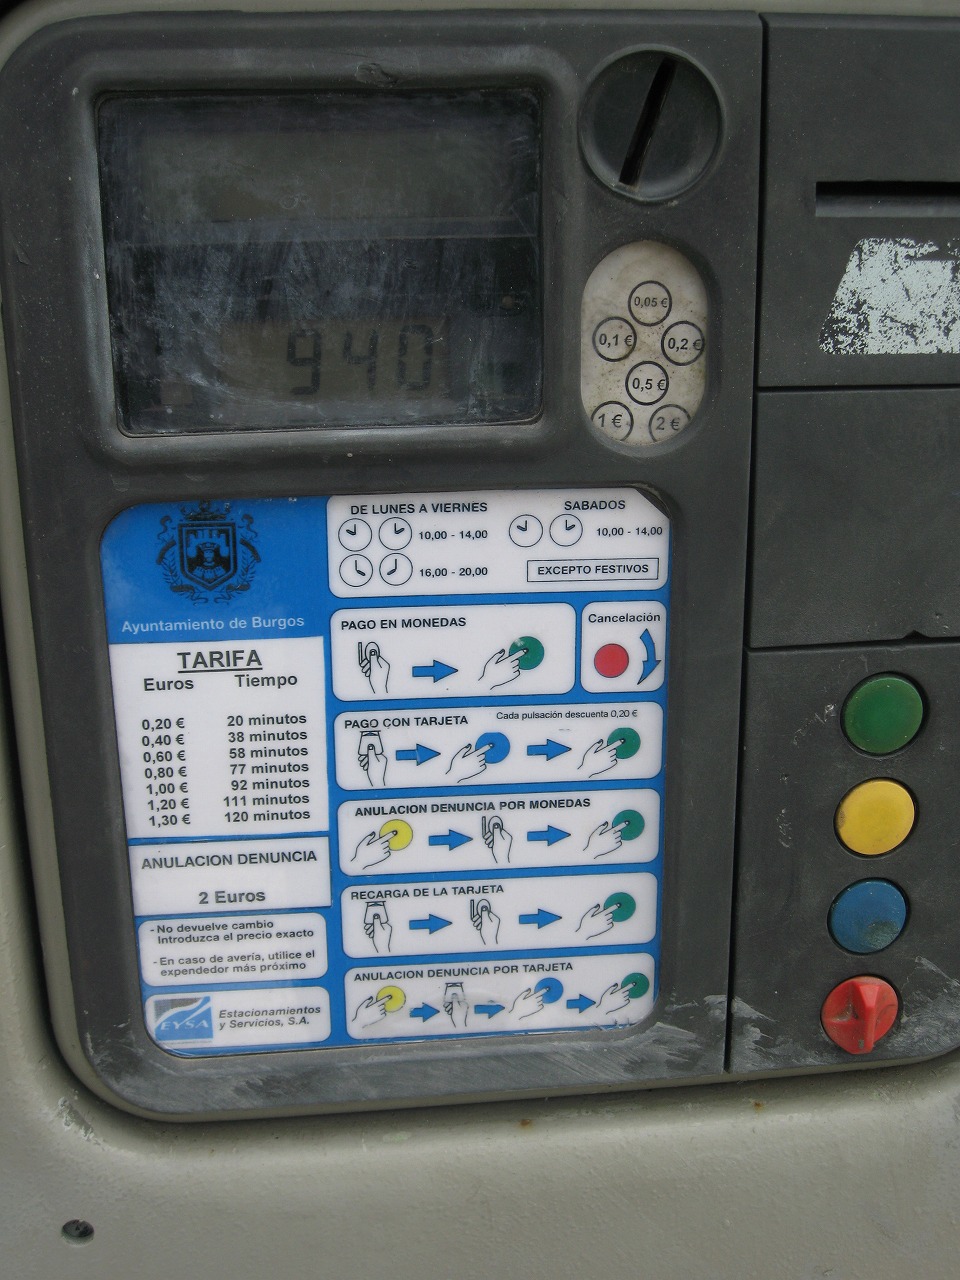 940
0,05 €
0,1 € 0,2 €
0,5 €
1 € 2 €
Ayuntamiento de Burgos
TARIFA
Euros Tiempo
0,20 € 20 minutos
0,40 € 38 minutos
0,60 € 58 minutos
0,80 € 77 minutos
1,00 € 92 minutos
1,20 € 111 minutos
1,30 € 120 minutos
ANULACION DENUNCIA
2 Euros
- No devuelve cambio
Introduzca el precio exacto
- En caso de avería, utilice el
expendedor más próximo
EYSA
Estacionamientos
y Servicios, S.A.
DE LUNES A VIERNES
10,00 - 14,00
16,00 - 20,00
SABADOS
10,00 -14,00
EXCEPTO FESTIVOS
PAGO EN MONEDAS
Cancelación
PAGO CON TARJETA
Cada pulsación descuenta 0,20 €
ANULACION DENUNCIA POR MONEDAS
RECARGA DE LA TARJETA
ANULACION DENUNCIA POR TARJETA